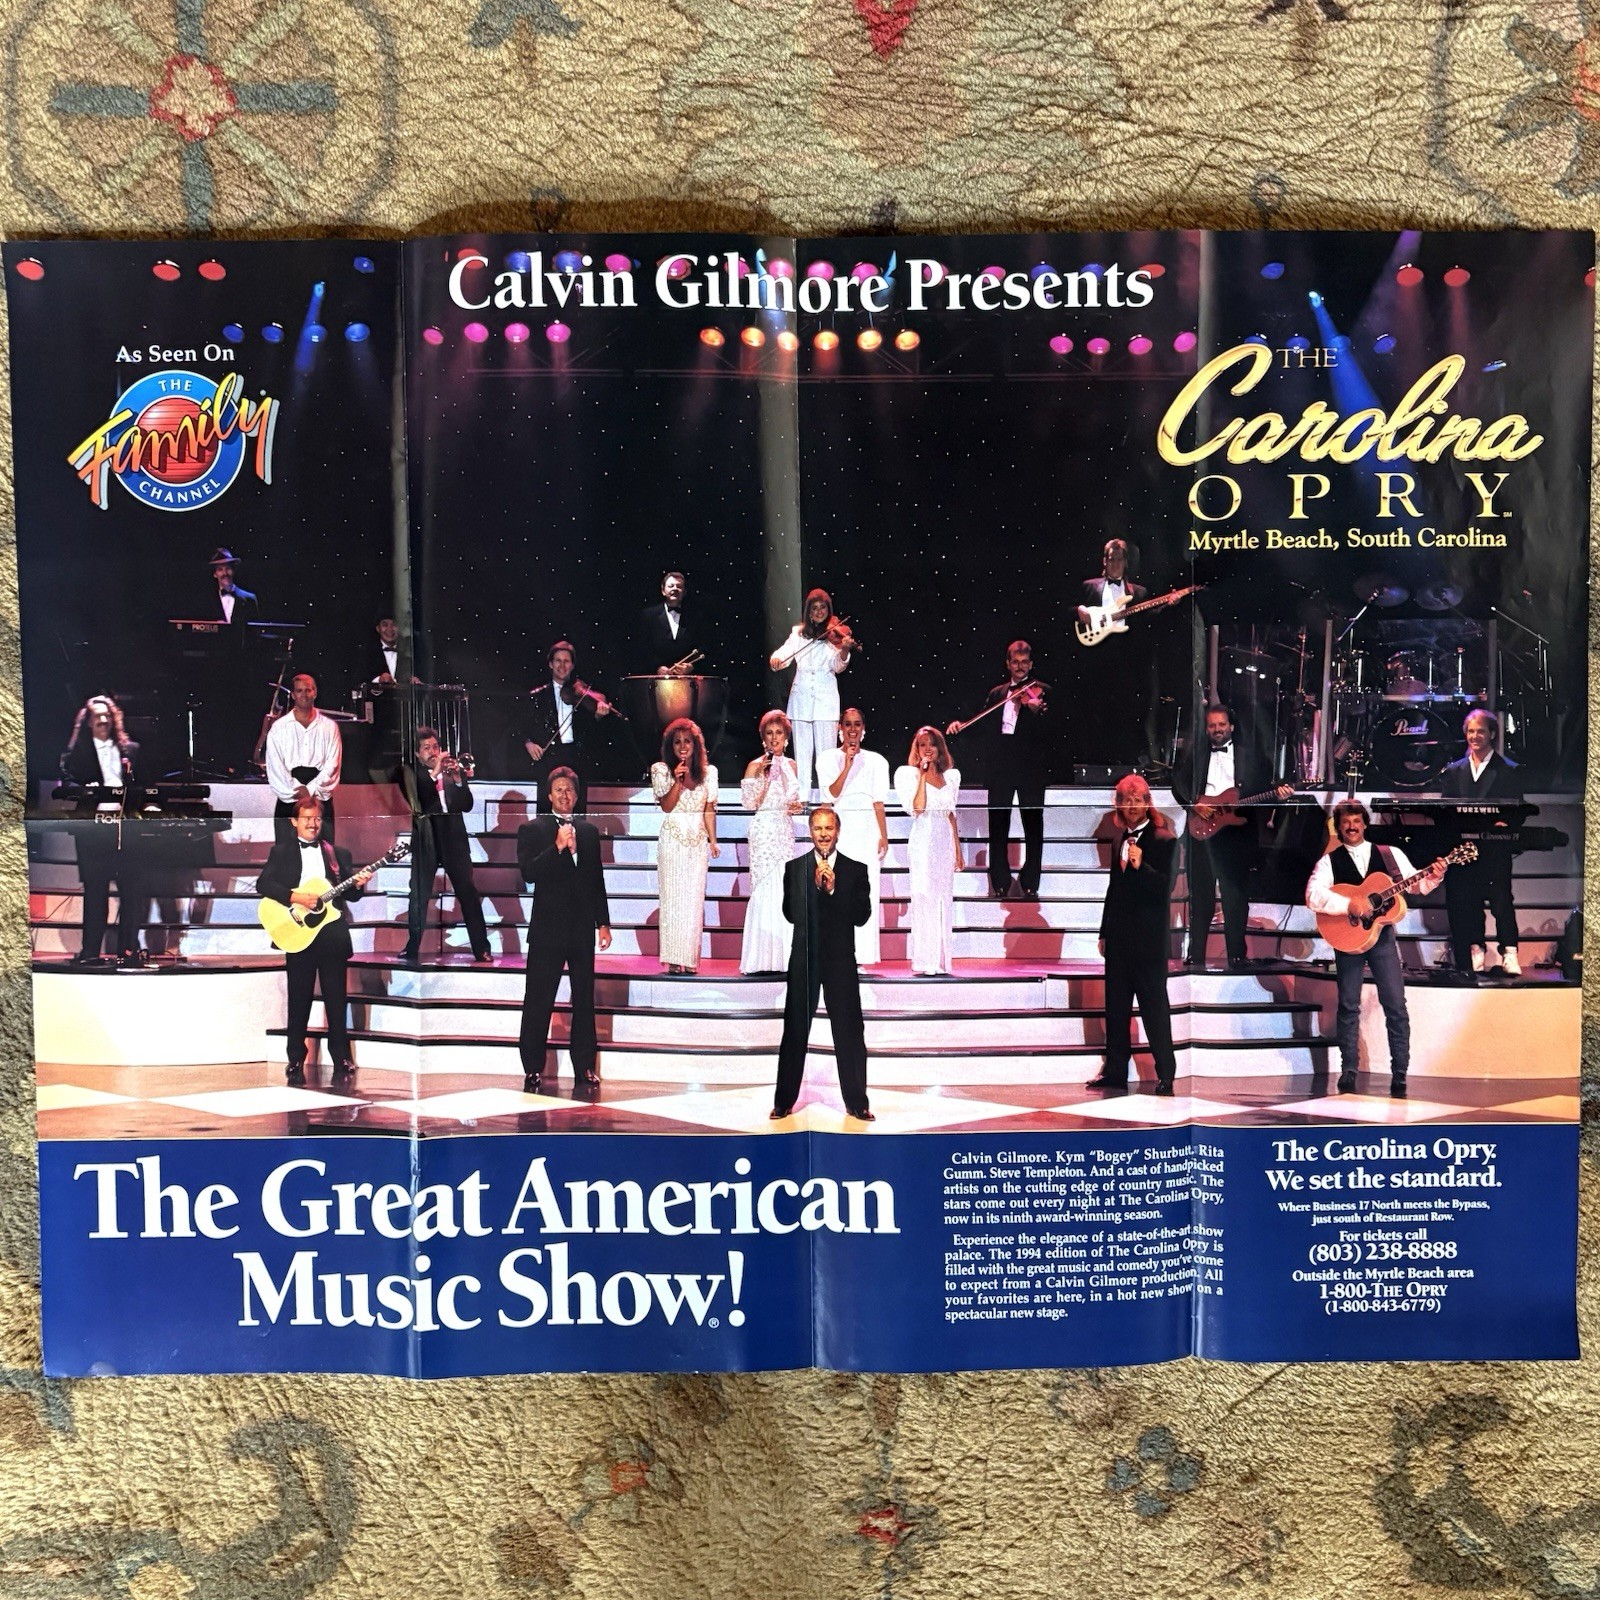 Calvin Gilmore Presents
As Seen On
THE
Family
CHANNEL
THE
Carolina
OPRY
SM
Myrtle Beach, South Carolina
PROTEUS
Roland
Pearl
KURZWEIL
YAMAHA Clavinova
The Great American
Music Show!
®
Calvin Gilmore. Kym "Bogey" Shurbutt. Rita
Gumm. Steve Templeton. And a cast of handpicked
artists on the cutting edge of country music. The
stars come out every night at The Carolina Opry,
now in its ninth award-winning season.
Experience the elegance of a state-of-the-art show
palace. The 1994 edition of The Carolina Opry is
filled with the great music and comedy you've come
to expect from a Calvin Gilmore production. All
your favorites are here, in a hot new show on a
spectacular new stage.
The Carolina Opry.
We set the standard.
Where Business 17 North meets the Bypass,
just south of Restaurant Row.
For tickets call
(803) 238-8888
Outside the Myrtle Beach area
1-800-THE OPRY
(1-800-843-6779)